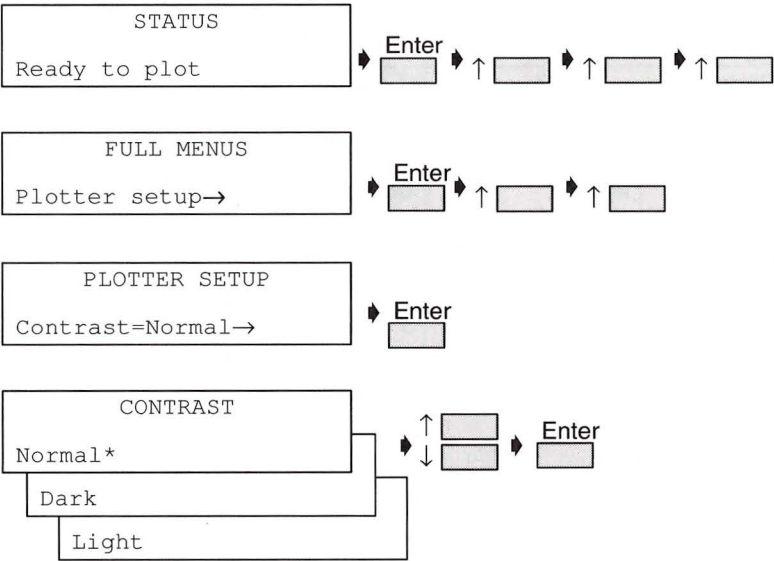 STATUS
Ready to plot
Enter
↑ ↑ ↑
FULL MENUS
Plotter setup→
Enter
↑ ↑
PLOTTER SETUP
Contrast=Normal→
Enter
CONTRAST
Normal*
↑
↓
Enter
Dark
Light